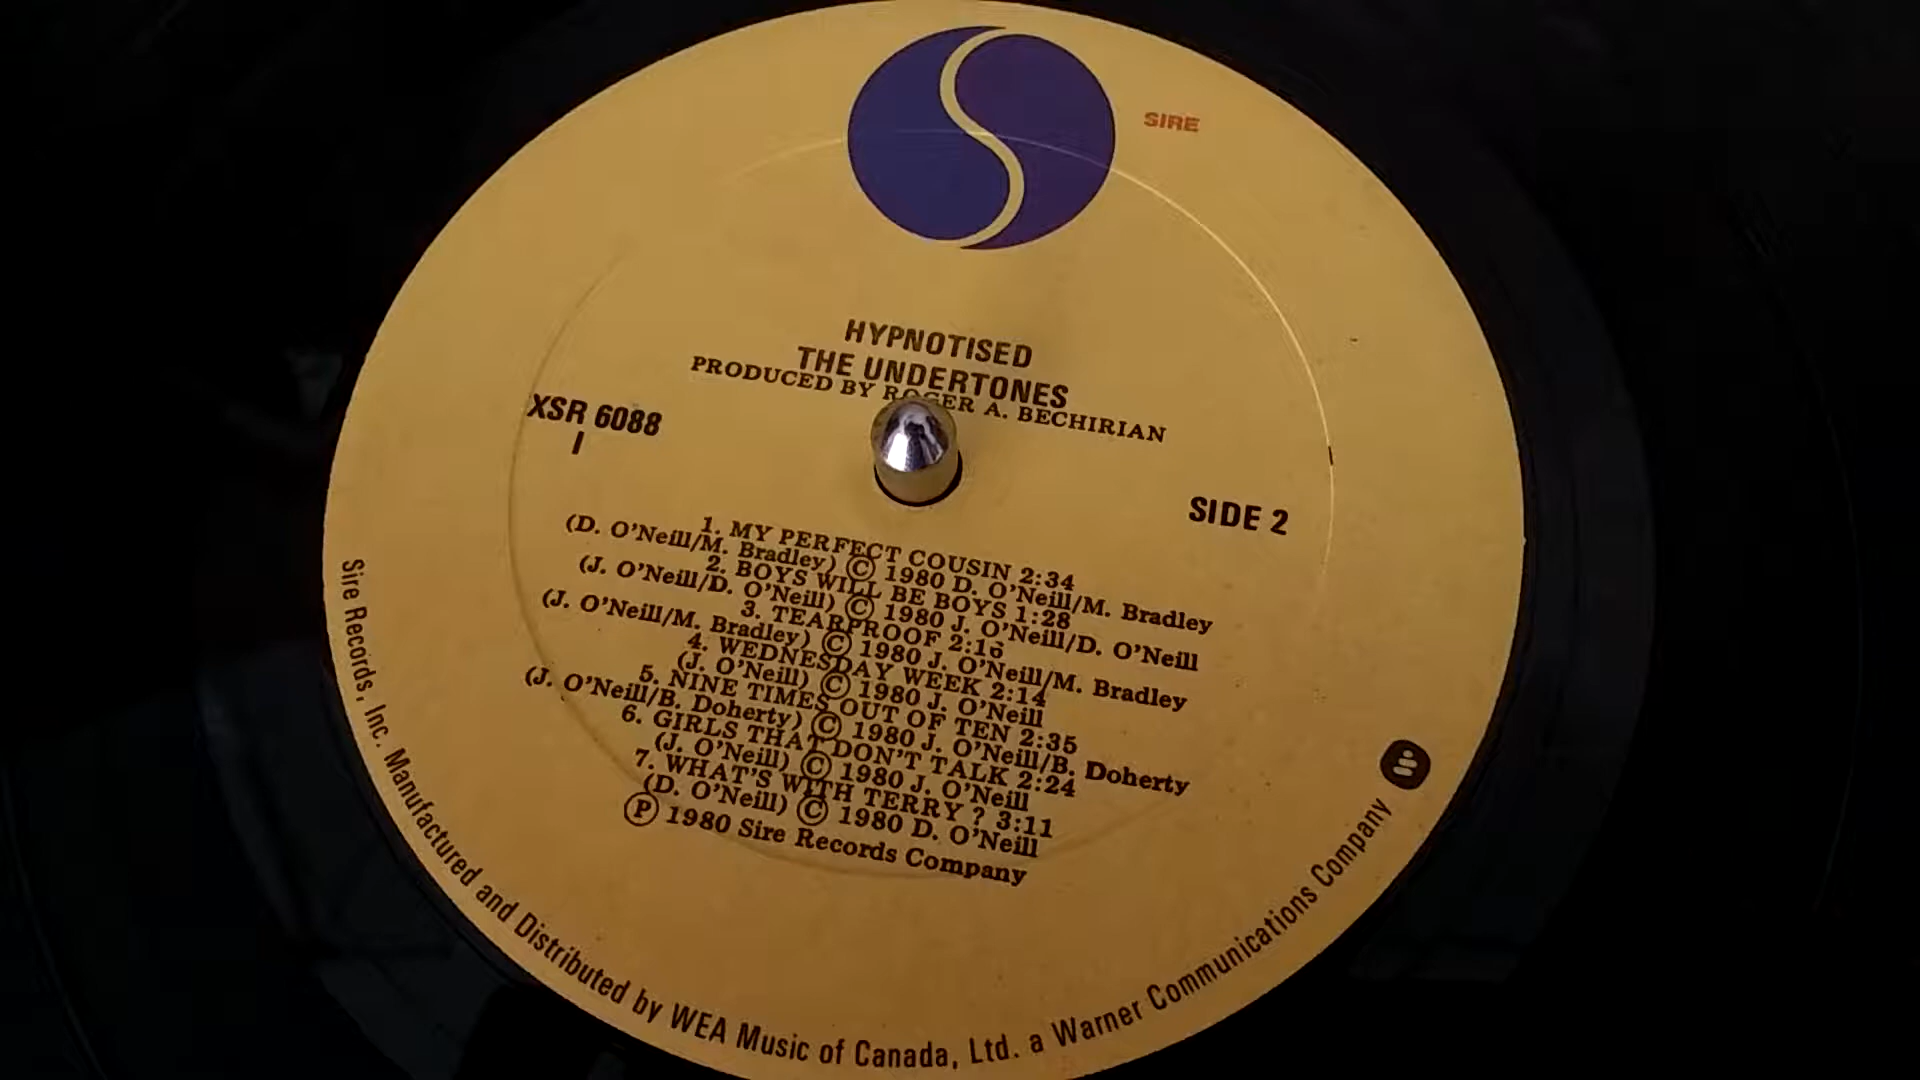 SIRE
HYPNOTISED
THE UNDERTONES
PRODUCED BY ROGER A. BECHIRIAN
XSR 6088
I
SIDE 2
1. MY PERFECT COUSIN 2:34
(D. O'Neill/M. Bradley) © 1980 D. O'Neill/M. Bradley
2. BOYS WILL BE BOYS 1:28
(J. O'Neill/D. O'Neill) © 1980 J. O'Neill/D. O'Neill
3. TEARPROOF 2:16
(J. O'Neill/M. Bradley) © 1980 J. O'Neill/M. Bradley
4. WEDNESDAY WEEK 2:14
(J. O'Neill) © 1980 J. O'Neill
5. NINE TIMES OUT OF TEN 2:35
(J. O'Neill/B. Doherty) © 1980 J. O'Neill/B. Doherty
6. GIRLS THAT DON'T TALK 2:24
(J. O'Neill) © 1980 J. O'Neill
7. WHAT'S WITH TERRY ? 3:11
(D. O'Neill) © 1980 D. O'Neill
℗ 1980 Sire Records Company
Sire Records, Inc. Manufactured and Distributed by WEA Music of Canada, Ltd. a Warner Communications Company